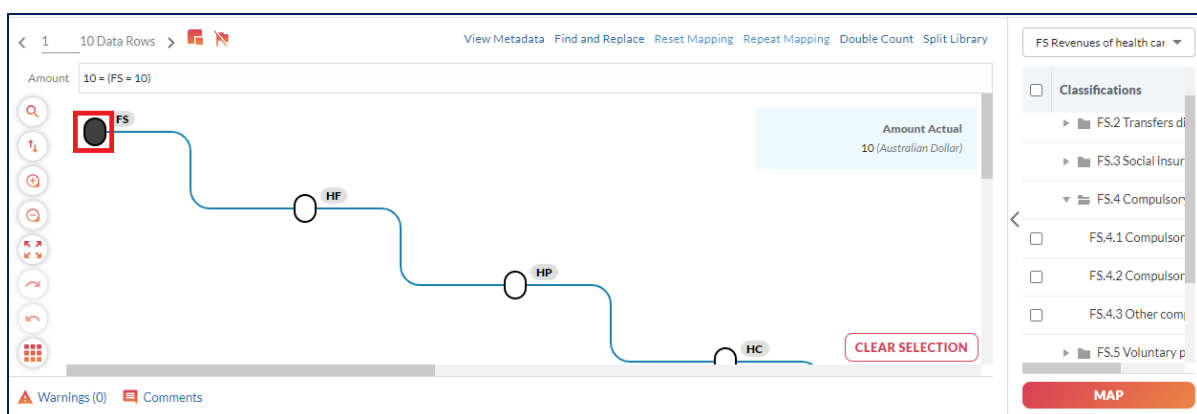 1 10 Data Rows View Metadata Find and Replace Reset Mapping Repeat Mapping Double Count Split Library
Amount 10 = (FS = 10)
FS
Amount Actual
10 (Australian Dollar)
HF
HP
HC
CLEAR SELECTION
Warnings (0) Comments
FS Revenues of health car
Classifications
FS.2 Transfers di
FS.3 Social insur
FS.4 Compulsory
FS.4.1 Compulsor
FS.4.2 Compulsor
FS.4.3 Other com
FS.5 Voluntary p
MAP